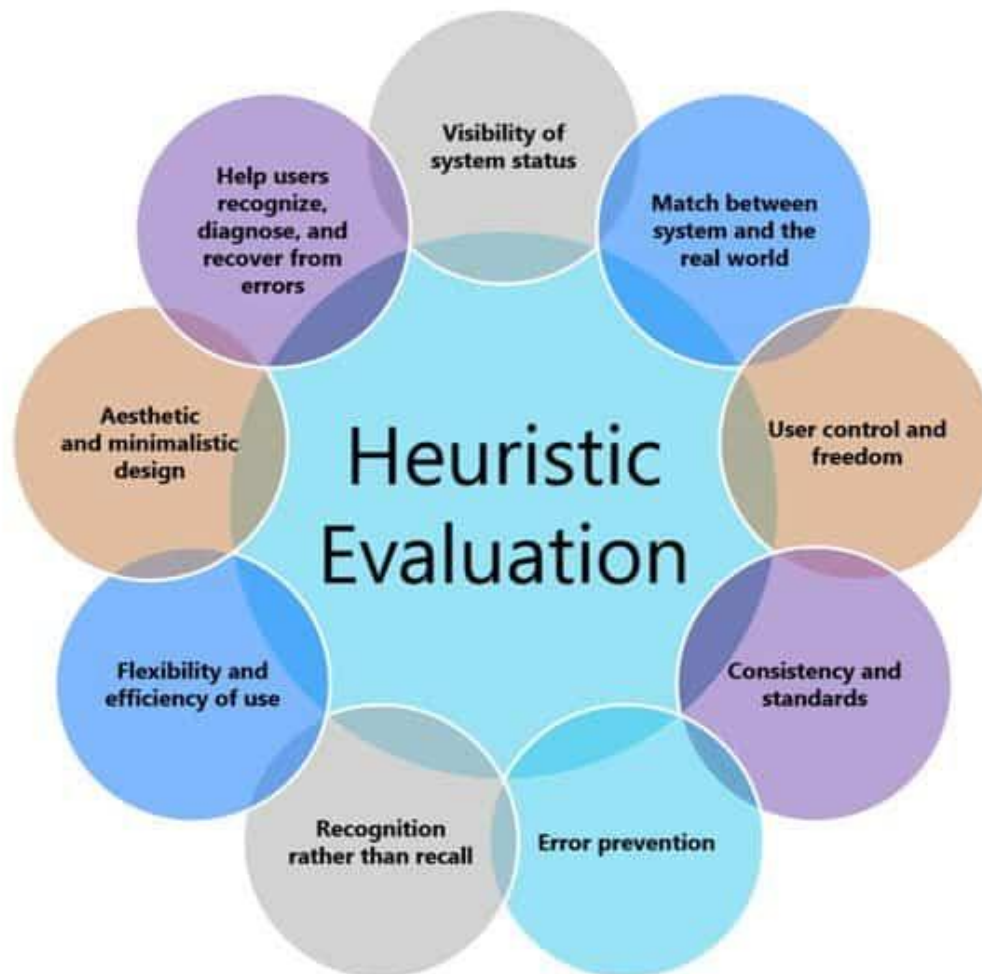 Visibility of
system status
Match between
system and the
real world
User control and
freedom
Consistency and
standards
Error prevention
Recognition
rather than recall
Flexibility and
efficiency of use
Aesthetic
and minimalistic
design
Help users
recognize,
diagnose, and
recover from
errors
Heuristic
Evaluation